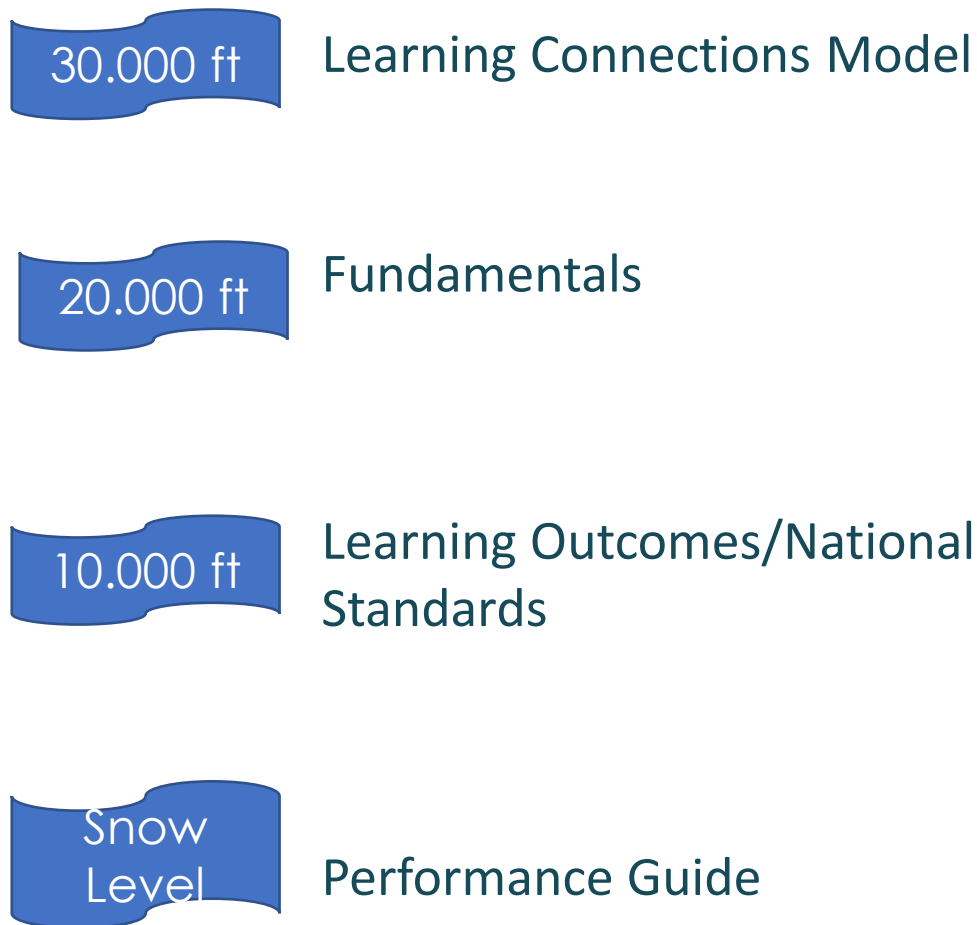 30.000 ft
Learning Connections Model
20.000 ft
Fundamentals
10.000 ft
Learning Outcomes/National
Standards
Snow
Level
Performance Guide